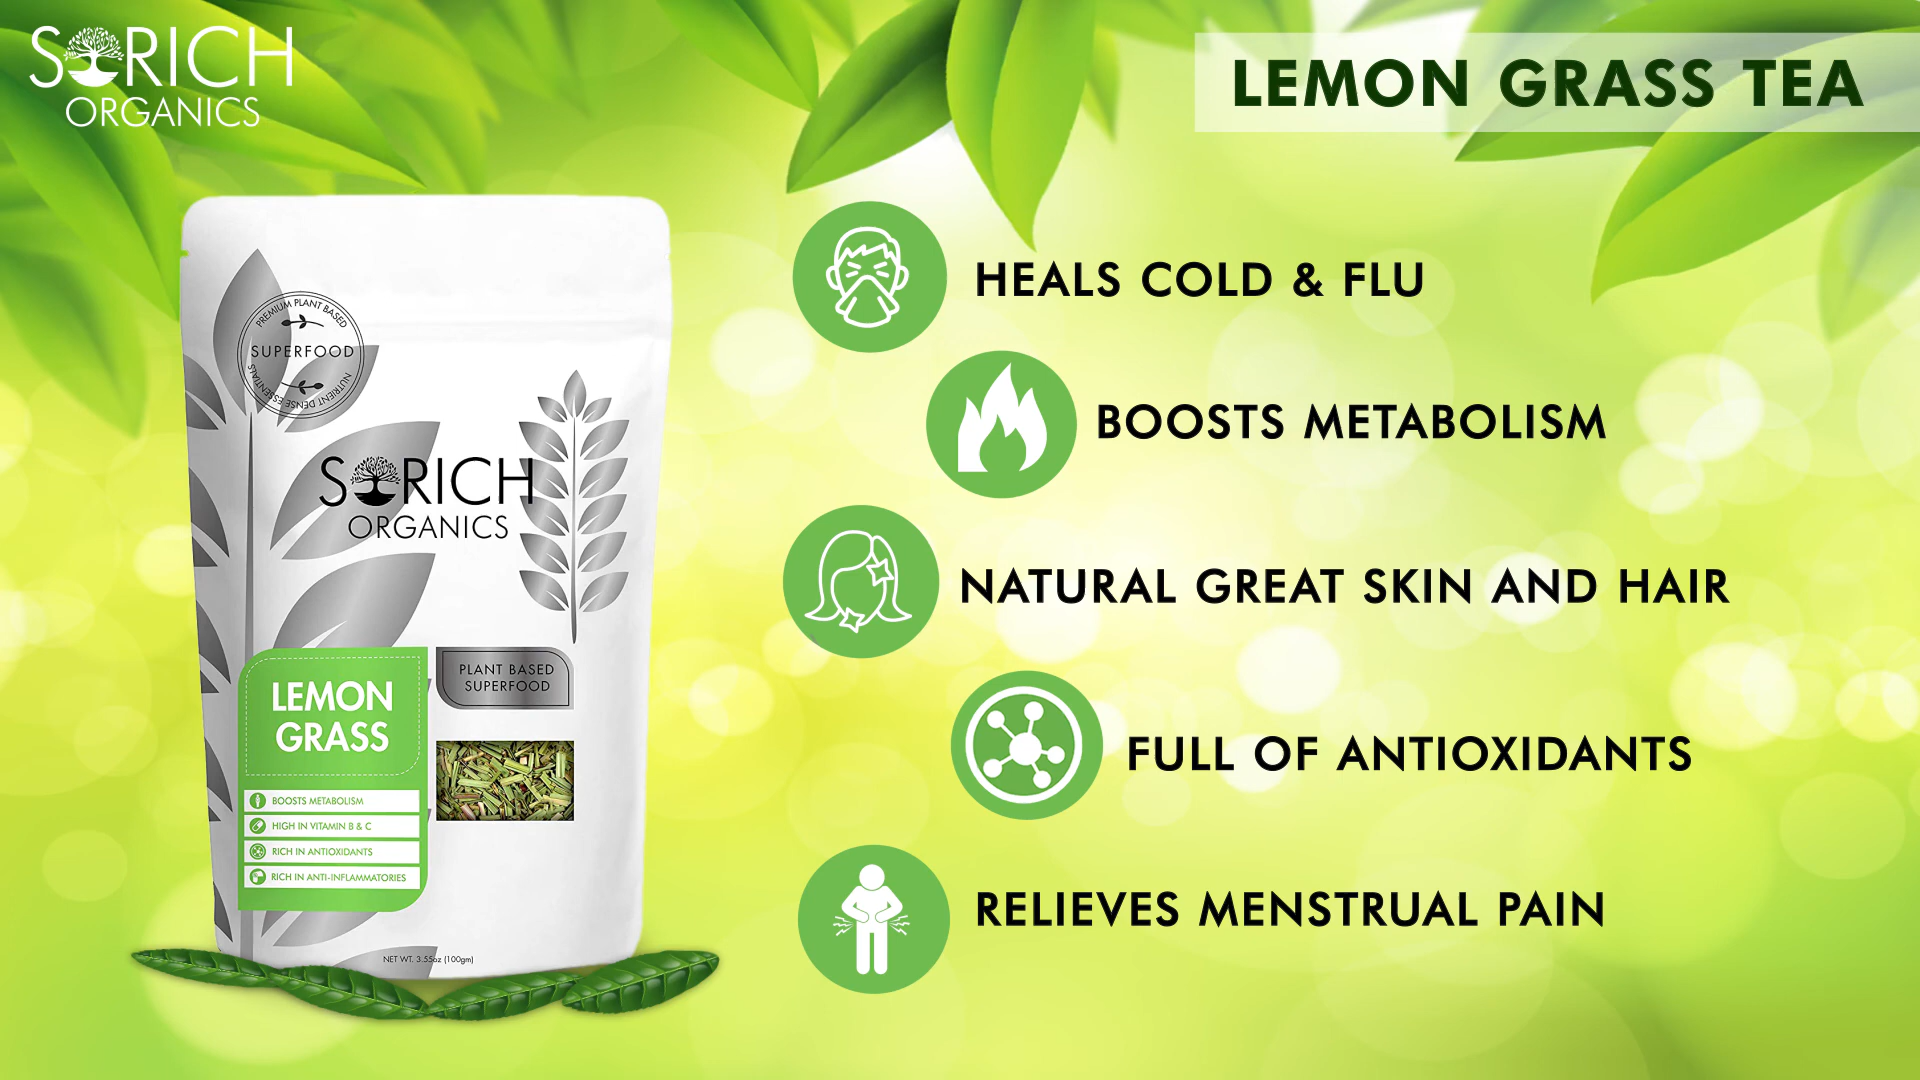 SORICH
ORGANICS
LEMON GRASS TEA
HEALS COLD & FLU
BOOSTS METABOLISM
NATURAL GREAT SKIN AND HAIR
FULL OF ANTIOXIDANTS
RELIEVES MENSTRUAL PAIN
PREMIUM PLANT BASED
SUPERFOOD
NUTRIENT DENSE ESSENTIALS
SORICH
ORGANICS
PLANT BASED
SUPERFOOD
LEMON
GRASS
BOOSTS METABOLISM
HIGH IN VITAMIN B & C
RICH IN ANTIOXIDANTS
RICH IN ANTI-INFLAMMATORIES
NET WT. 3.55oz (100gm)